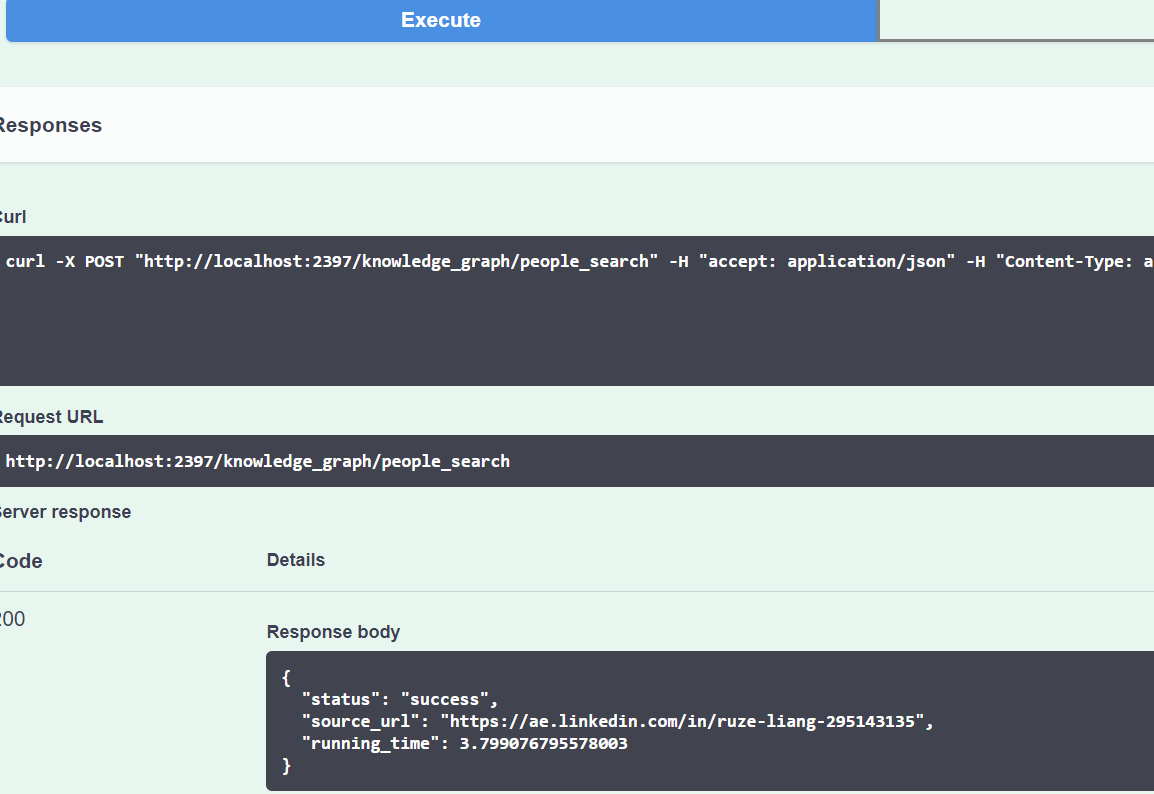 Execute
Responses
Curl
curl -X POST "http://localhost:2397/knowledge_graph/people_search" -H "accept: application/json" -H "Content-Type: a
Request URL
http://localhost:2397/knowledge_graph/people_search
Server response
Code Details
200
Response body
{
"status": "success",
"source_url": "https://ae.linkedin.com/in/ruze-liang-295143135",
"running_time": 3.799076795578003
}